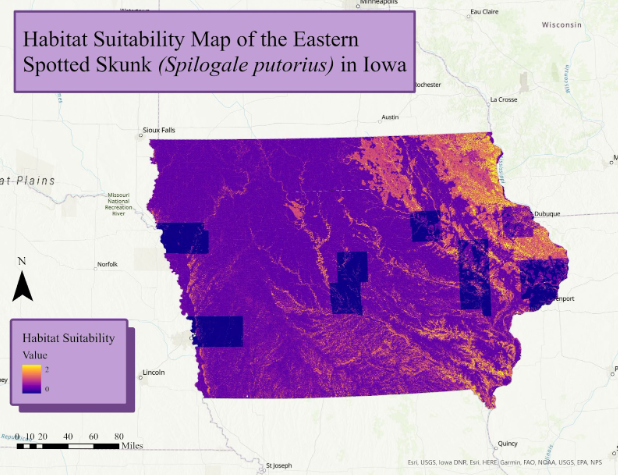 Minneapolis
Eau Claire
Wisconsin
Habitat Suitability Map of the Eastern
Spotted Skunk (Spilogale putorius) in Iowa
La Crosse
Austin
Sioux Falls
at Plains
Missouri
National
Recreation
River
Dubuque
N
Norfolk
enport
Habitat Suitability
Value
2
0
Lincoln
0 10 20 40 60 80
Miles
St Joseph
Quincy
Esri, USGS, Iowa DNR, Esri, HERE, Garmin, FAO, NOAA, USGS, EPA, NPS